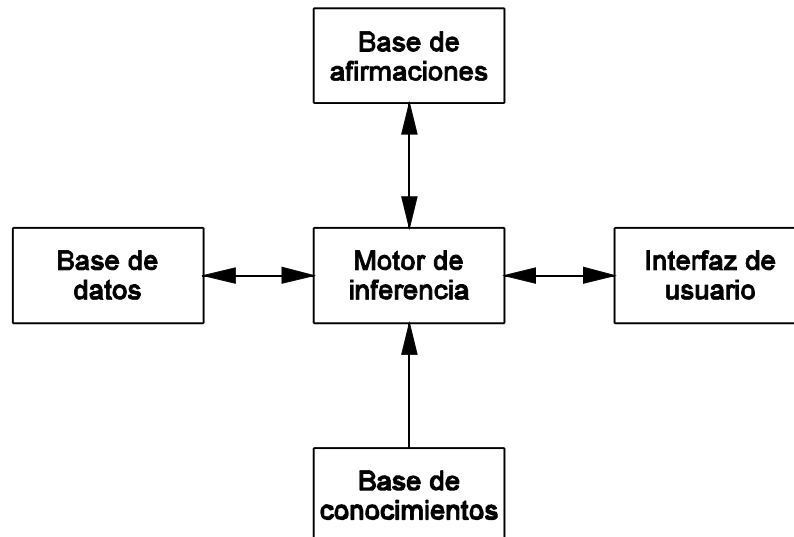 Base de
afirmaciones
Base de
datos
Motor de
inferencia
Interfaz de
usuario
Base de
conocimientos